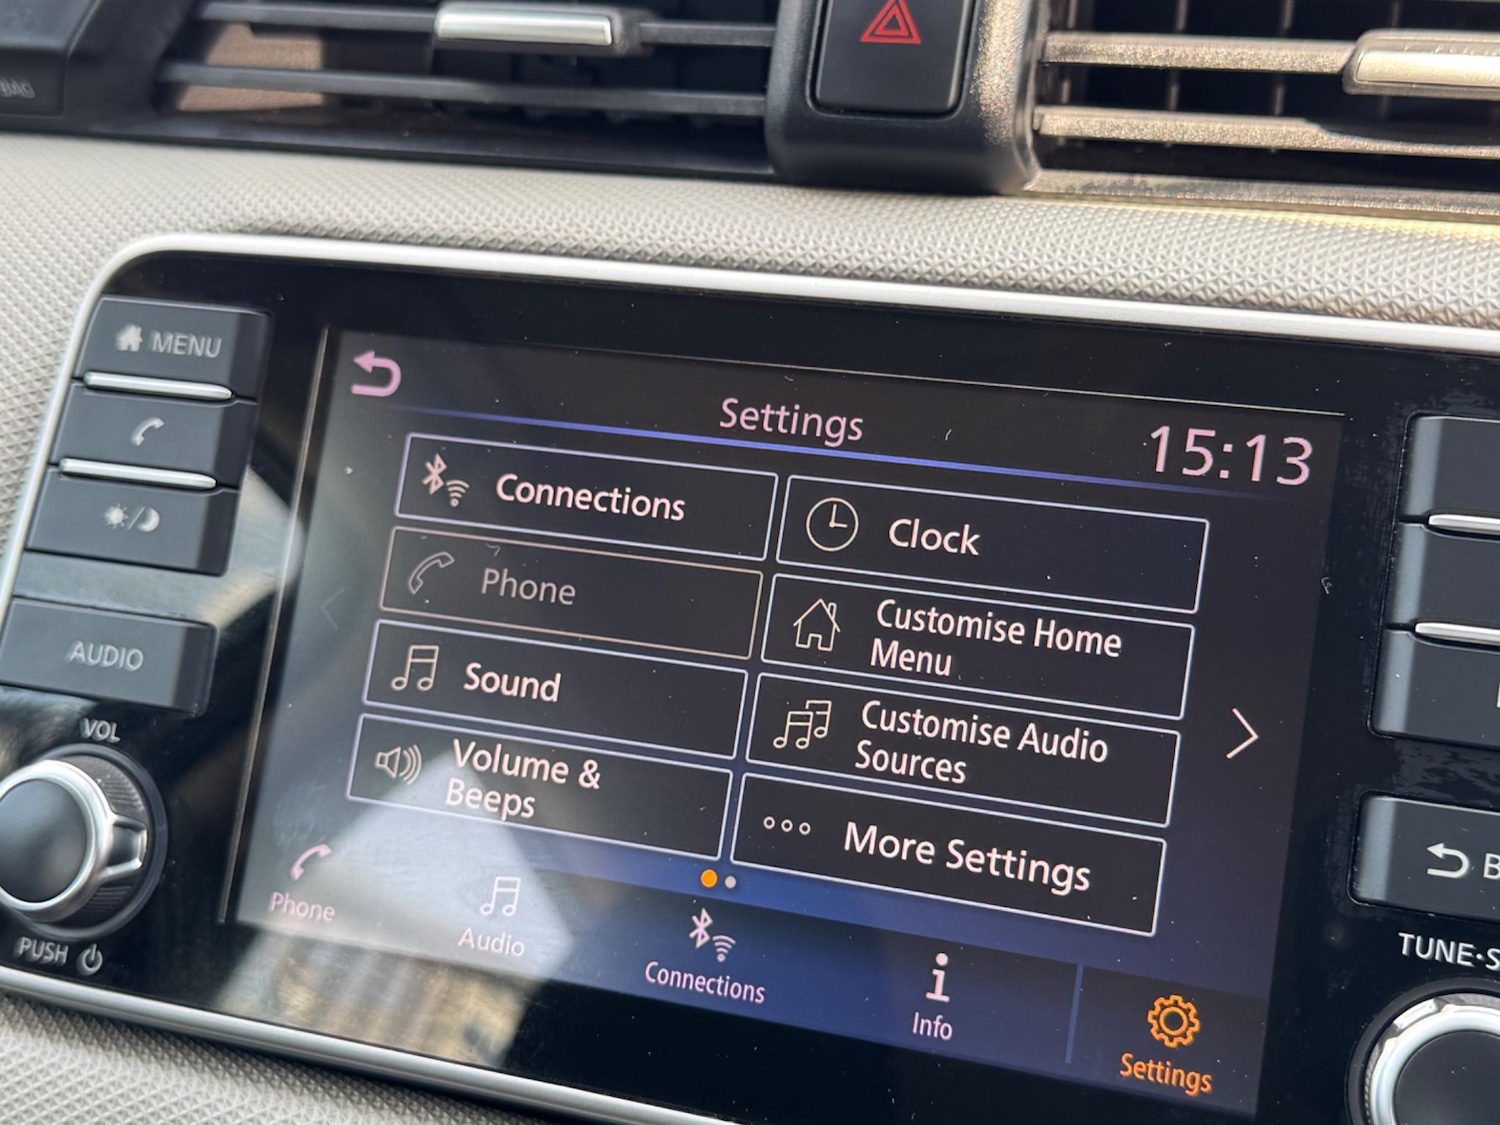 MENU
AUDIO
VOL
PUSH
Settings
15:13
Connections
Clock
Phone
Customise Home
Menu
Sound
Customise Audio
Sources
Volume &
Beeps
More Settings
Phone
Audio
Connections
Info
Settings